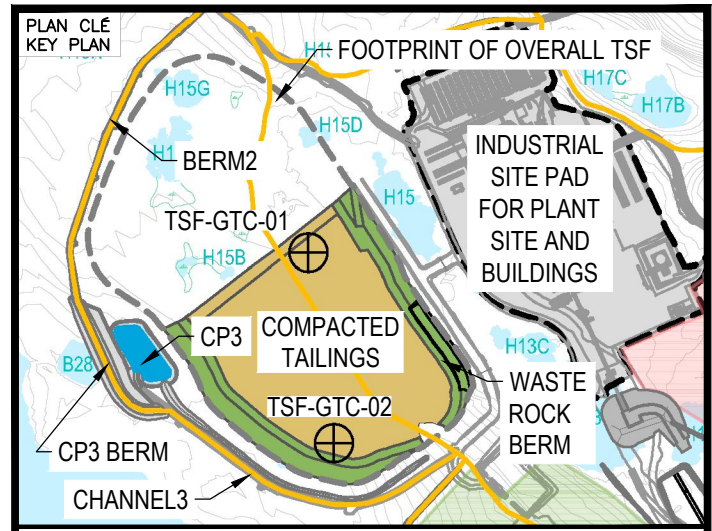 PLAN CLÉ
KEY PLAN
FOOTPRINT OF OVERALL TSF
H17C
H17B
H15G
H15D
BERM2
INDUSTRIAL
SITE PAD
FOR PLANT
SITE AND
BUILDINGS
H15
TSF-GTC-01
H15B
CP3
COMPACTED
TAILINGS
H13C
B28
WASTE
ROCK
BERM
TSF-GTC-02
CP3 BERM
CHANNEL3